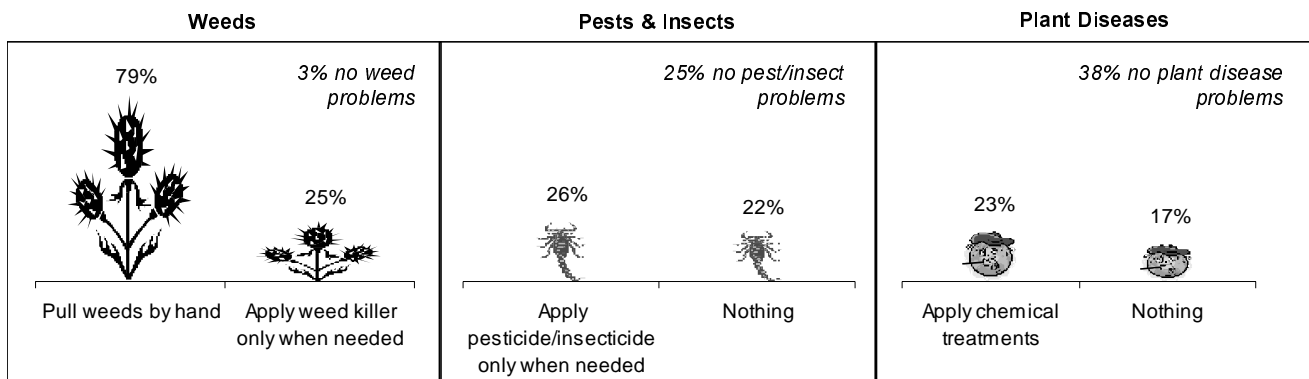 Weeds
Pests & Insects
Plant Diseases
79%
3% no weed
problems
25%
Pull weeds by hand
Apply weed killer
only when needed
25% no pest/insect
problems
26%
22%
Apply
pesticide/insecticide
only when needed
Nothing
38% no plant disease
problems
23%
17%
Apply chemical
treatments
Nothing